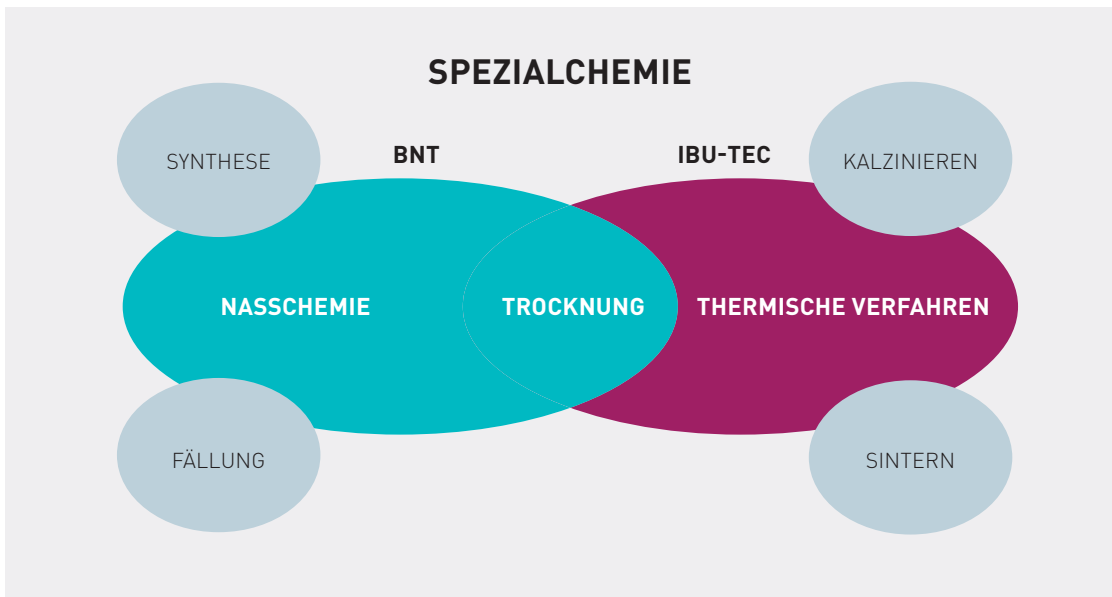 SPEZIALCHEMIE
BNT
IBU-TEC
SYNTHESE
KALZINIEREN
NASSCHEMIE
TROCKNUNG
THERMISCHE VERFAHREN
FÄLLUNG
SINTERN